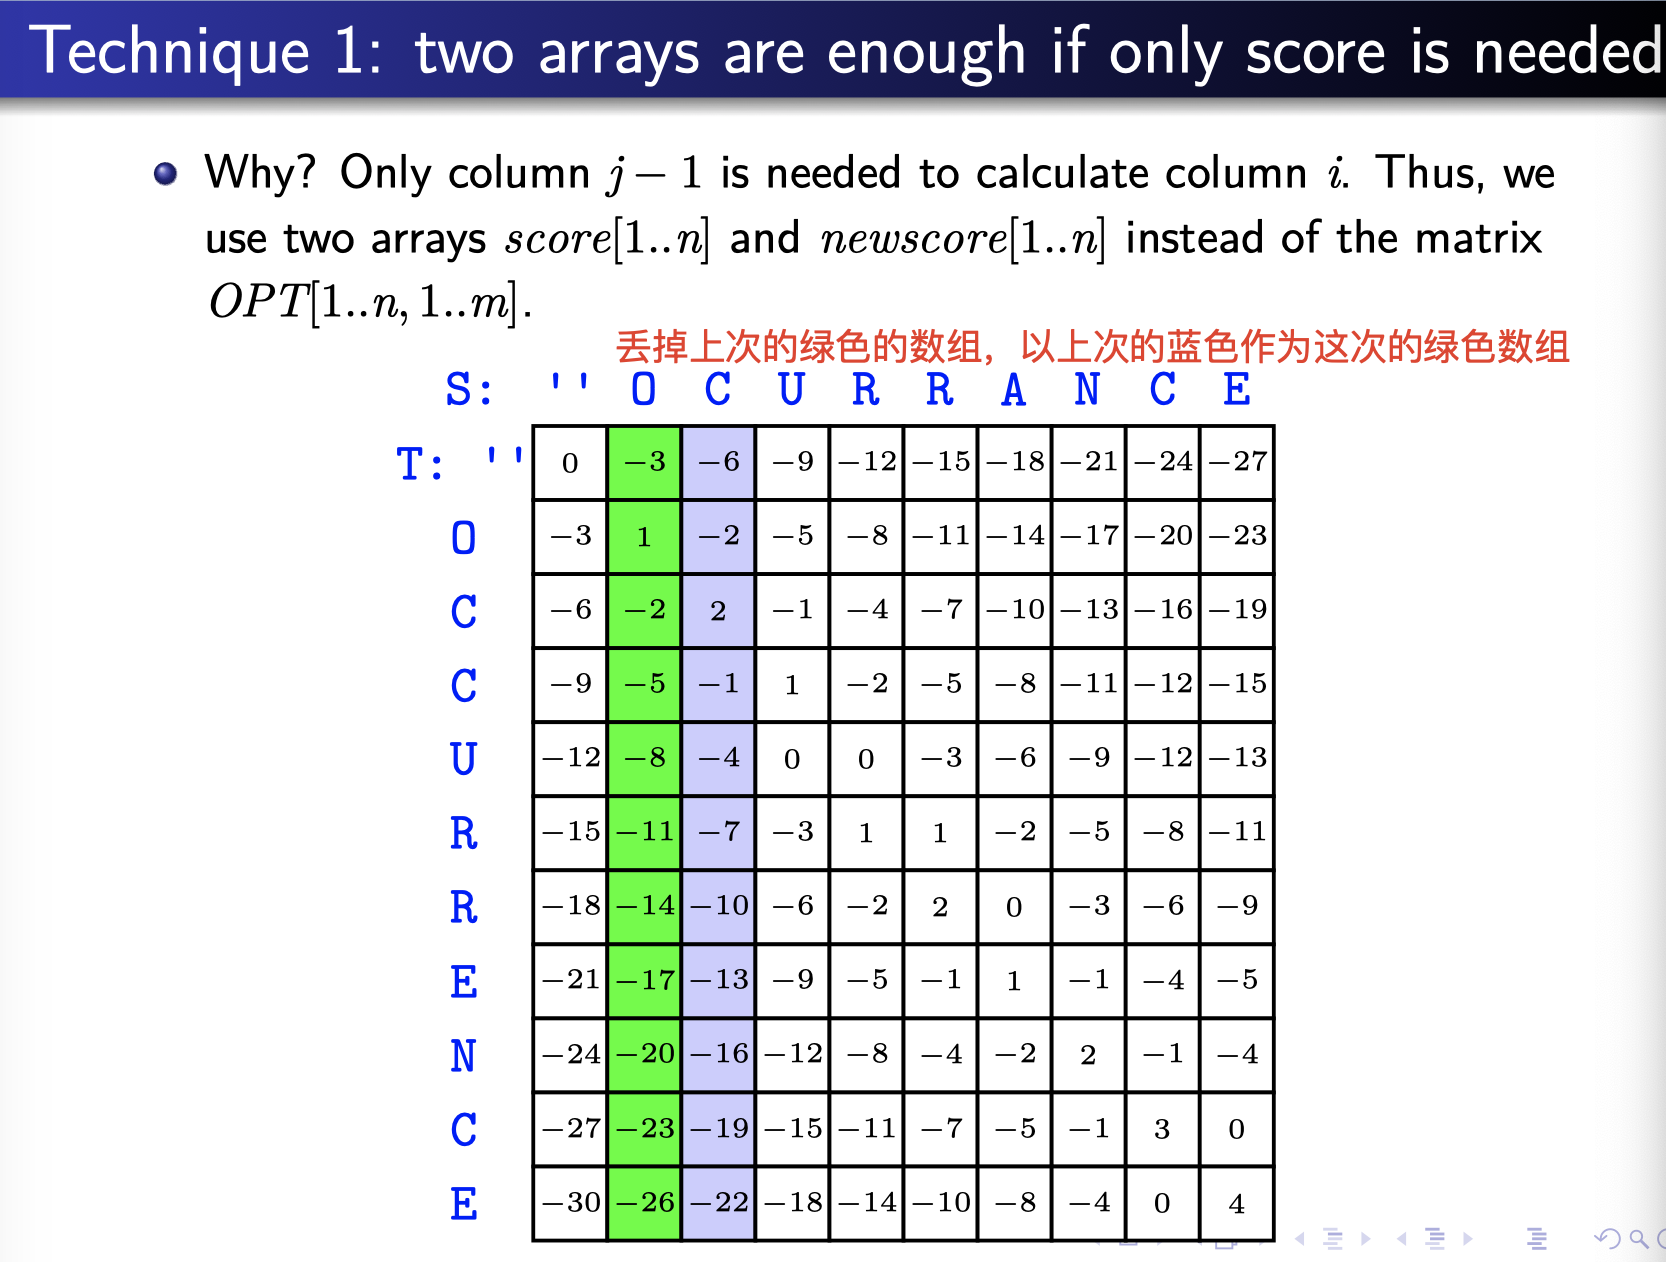 Technique 1: two arrays are enough if only score is needed
Why? Only column j − 1 is needed to calculate column i. Thus, we
use two arrays score[1..n] and newscore[1..n] instead of the matrix
OPT[1..n, 1..m].
丢掉上次的绿色的数组，以上次的蓝色作为这次的绿色数组
S: '' O C U R R A N C E
T: '' 0 −3 −6 −9 −12 −15 −18 −21 −24 −27
O −3 1 −2 −5 −8 −11 −14 −17 −20 −23
C −6 −2 2 −1 −4 −7 −10 −13 −16 −19
C −9 −5 −1 1 −2 −5 −8 −11 −12 −15
U −12 −8 −4 0 0 −3 −6 −9 −12 −13
R −15 −11 −7 −3 1 1 −2 −5 −8 −11
R −18 −14 −10 −6 −2 2 0 −3 −6 −9
E −21 −17 −13 −9 −5 −1 1 −1 −4 −5
N −24 −20 −16 −12 −8 −4 −2 2 −1 −4
C −27 −23 −19 −15 −11 −7 −5 −1 3 0
E −30 −26 −22 −18 −14 −10 −8 −4 0 4